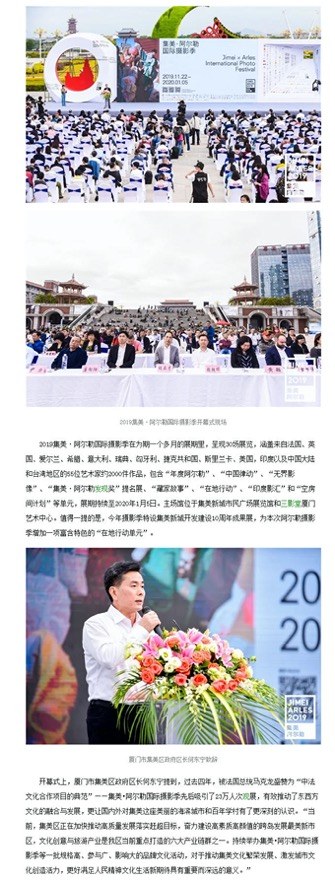 集美·阿尔勒
国际摄影季
Jimei × Arles
International Photo
Festival
2019.11.22 -
2020.01.05
2019
2019
2019集美·阿尔勒国际摄影季开幕式现场
2019集美·阿尔勒国际摄影季在为期一个多月的展期里，呈现30场展览，涵盖来自法国、英
国、爱尔兰、希腊、意大利、瑞典、匈牙利、捷克共和国、斯里兰卡、美国，印度以及中国大陆
和台湾地区的55位艺术家约2000件作品，包含“年度阿尔勒”、“中国律动”、“无界影
像”、“集美·阿尔勒发现奖”提名展、“藏家故事”、“在地行动”、“印度影汇”和“空房
间计划”等单元，展期持续至2020年1月5日，主场馆位于集美新城市民广场展览馆和三影堂厦门
艺术中心，值得一提的是，今年摄影季特设集美新城开发建设10周年成果展，为本次阿尔勒摄影
季增加一项富含特色的“在地行动单元”。
20
20
JIMEI
ARLES
2019
集美
阿尔勒
厦门市集美区政府区长何东宁致辞
开幕式上，厦门市集美区政府区长何东宁提到，过去四年，被法国总统马克龙盛赞为“中法
文化合作项目的典范”——集美·阿尔勒国际摄影季先后吸引了23万人次观展，有效推动了东西方
文化的融合与发展，更让国内外对集美这座美丽的海滨城市和百年学村有了更深刻的认识。“当
前，集美区正在加快推动高质量发展落实赶超目标，奋力建设高素质高颜值的跨岛发展最美新市
区，文化创意与旅游产业是我区当前重点打造的六大产业链群之一，持续举办集美·阿尔勒国际摄
影季等一批规格高、参与广、影响大的品牌文化活动，对于推动集美文化繁荣发展、激发城市文
化创造活力，更好满足人民精神文化生活新期待具有重要而深远的意义。”